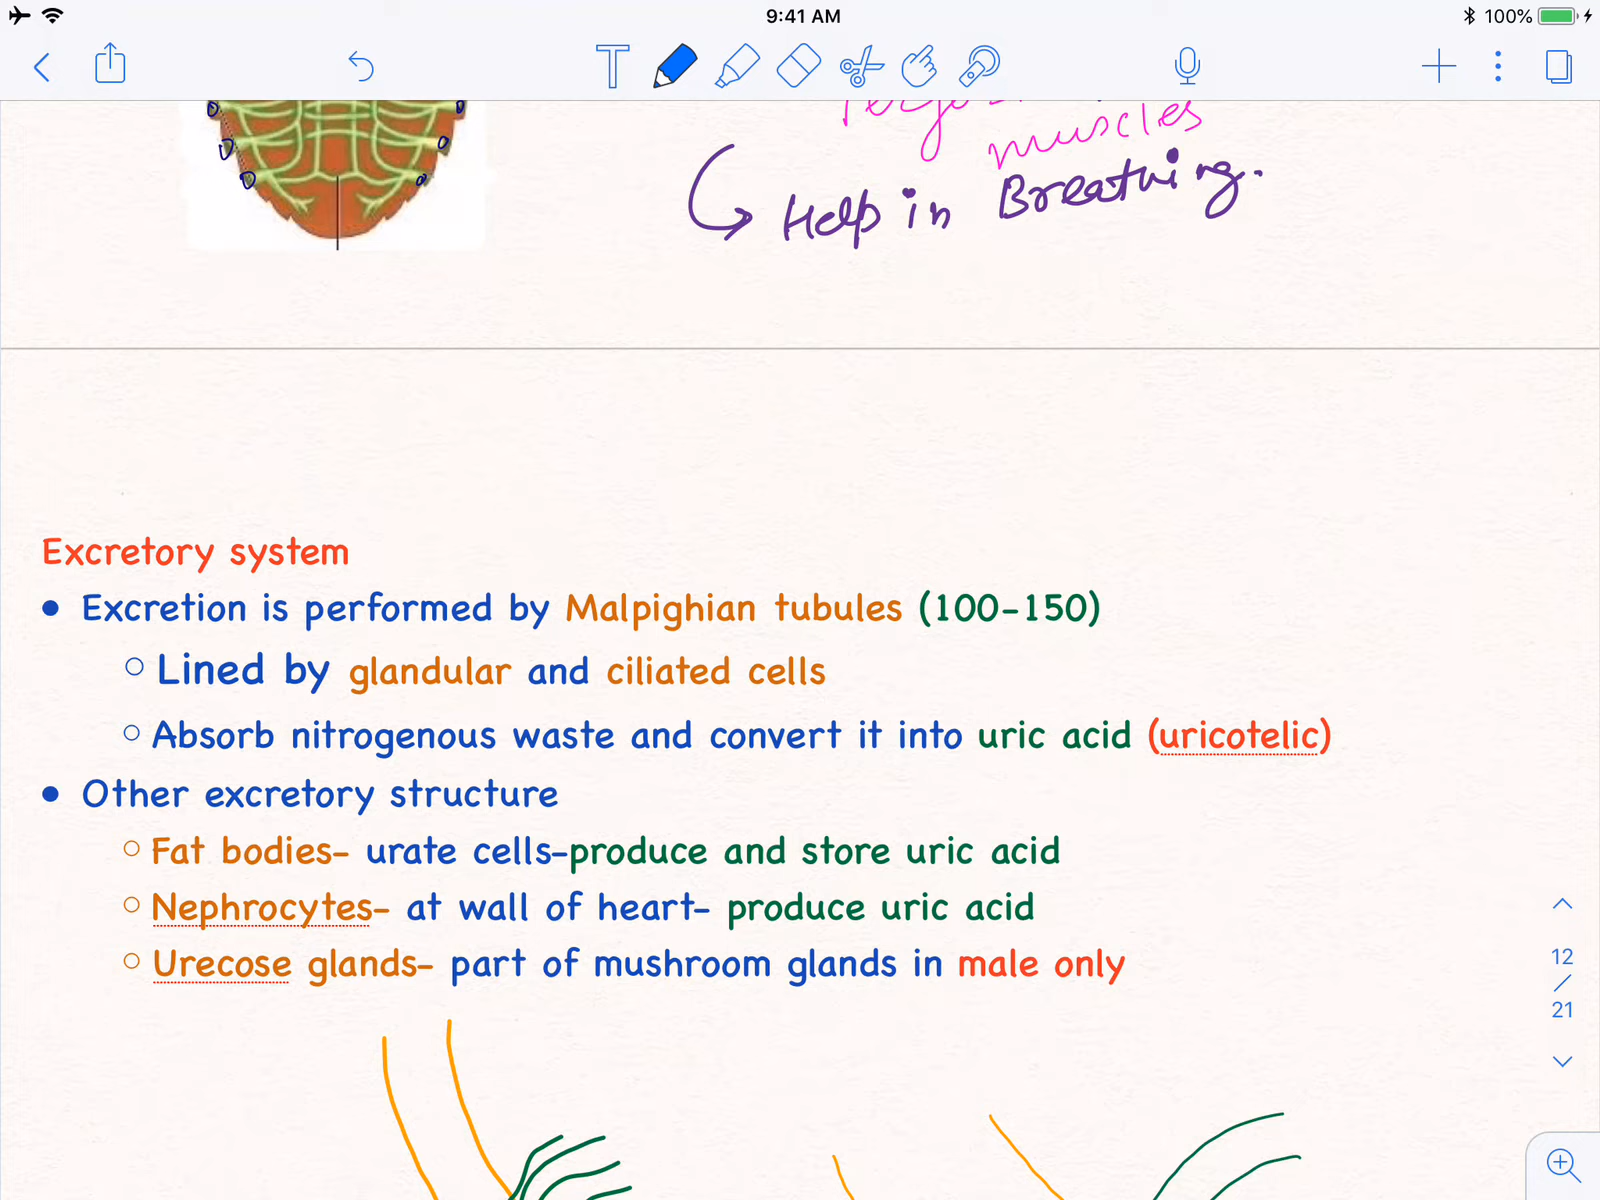 9:41 AM
100%
T
muscles
Help in Breathing.
Excretory system
• Excretion is performed by Malpighian tubules (100-150)
○ Lined by glandular and ciliated cells
○ Absorb nitrogenous waste and convert it into uric acid (uricotelic)
• Other excretory structure
○ Fat bodies- urate cells-produce and store uric acid
○ Nephrocytes- at wall of heart- produce uric acid
○ Urecose glands- part of mushroom glands in male only
12
/
21